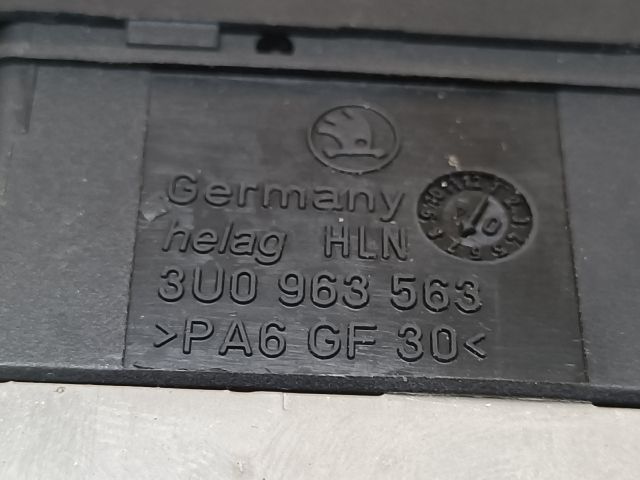 Germany
helag HLN
3U0 963 563
>PA6 GF 30<